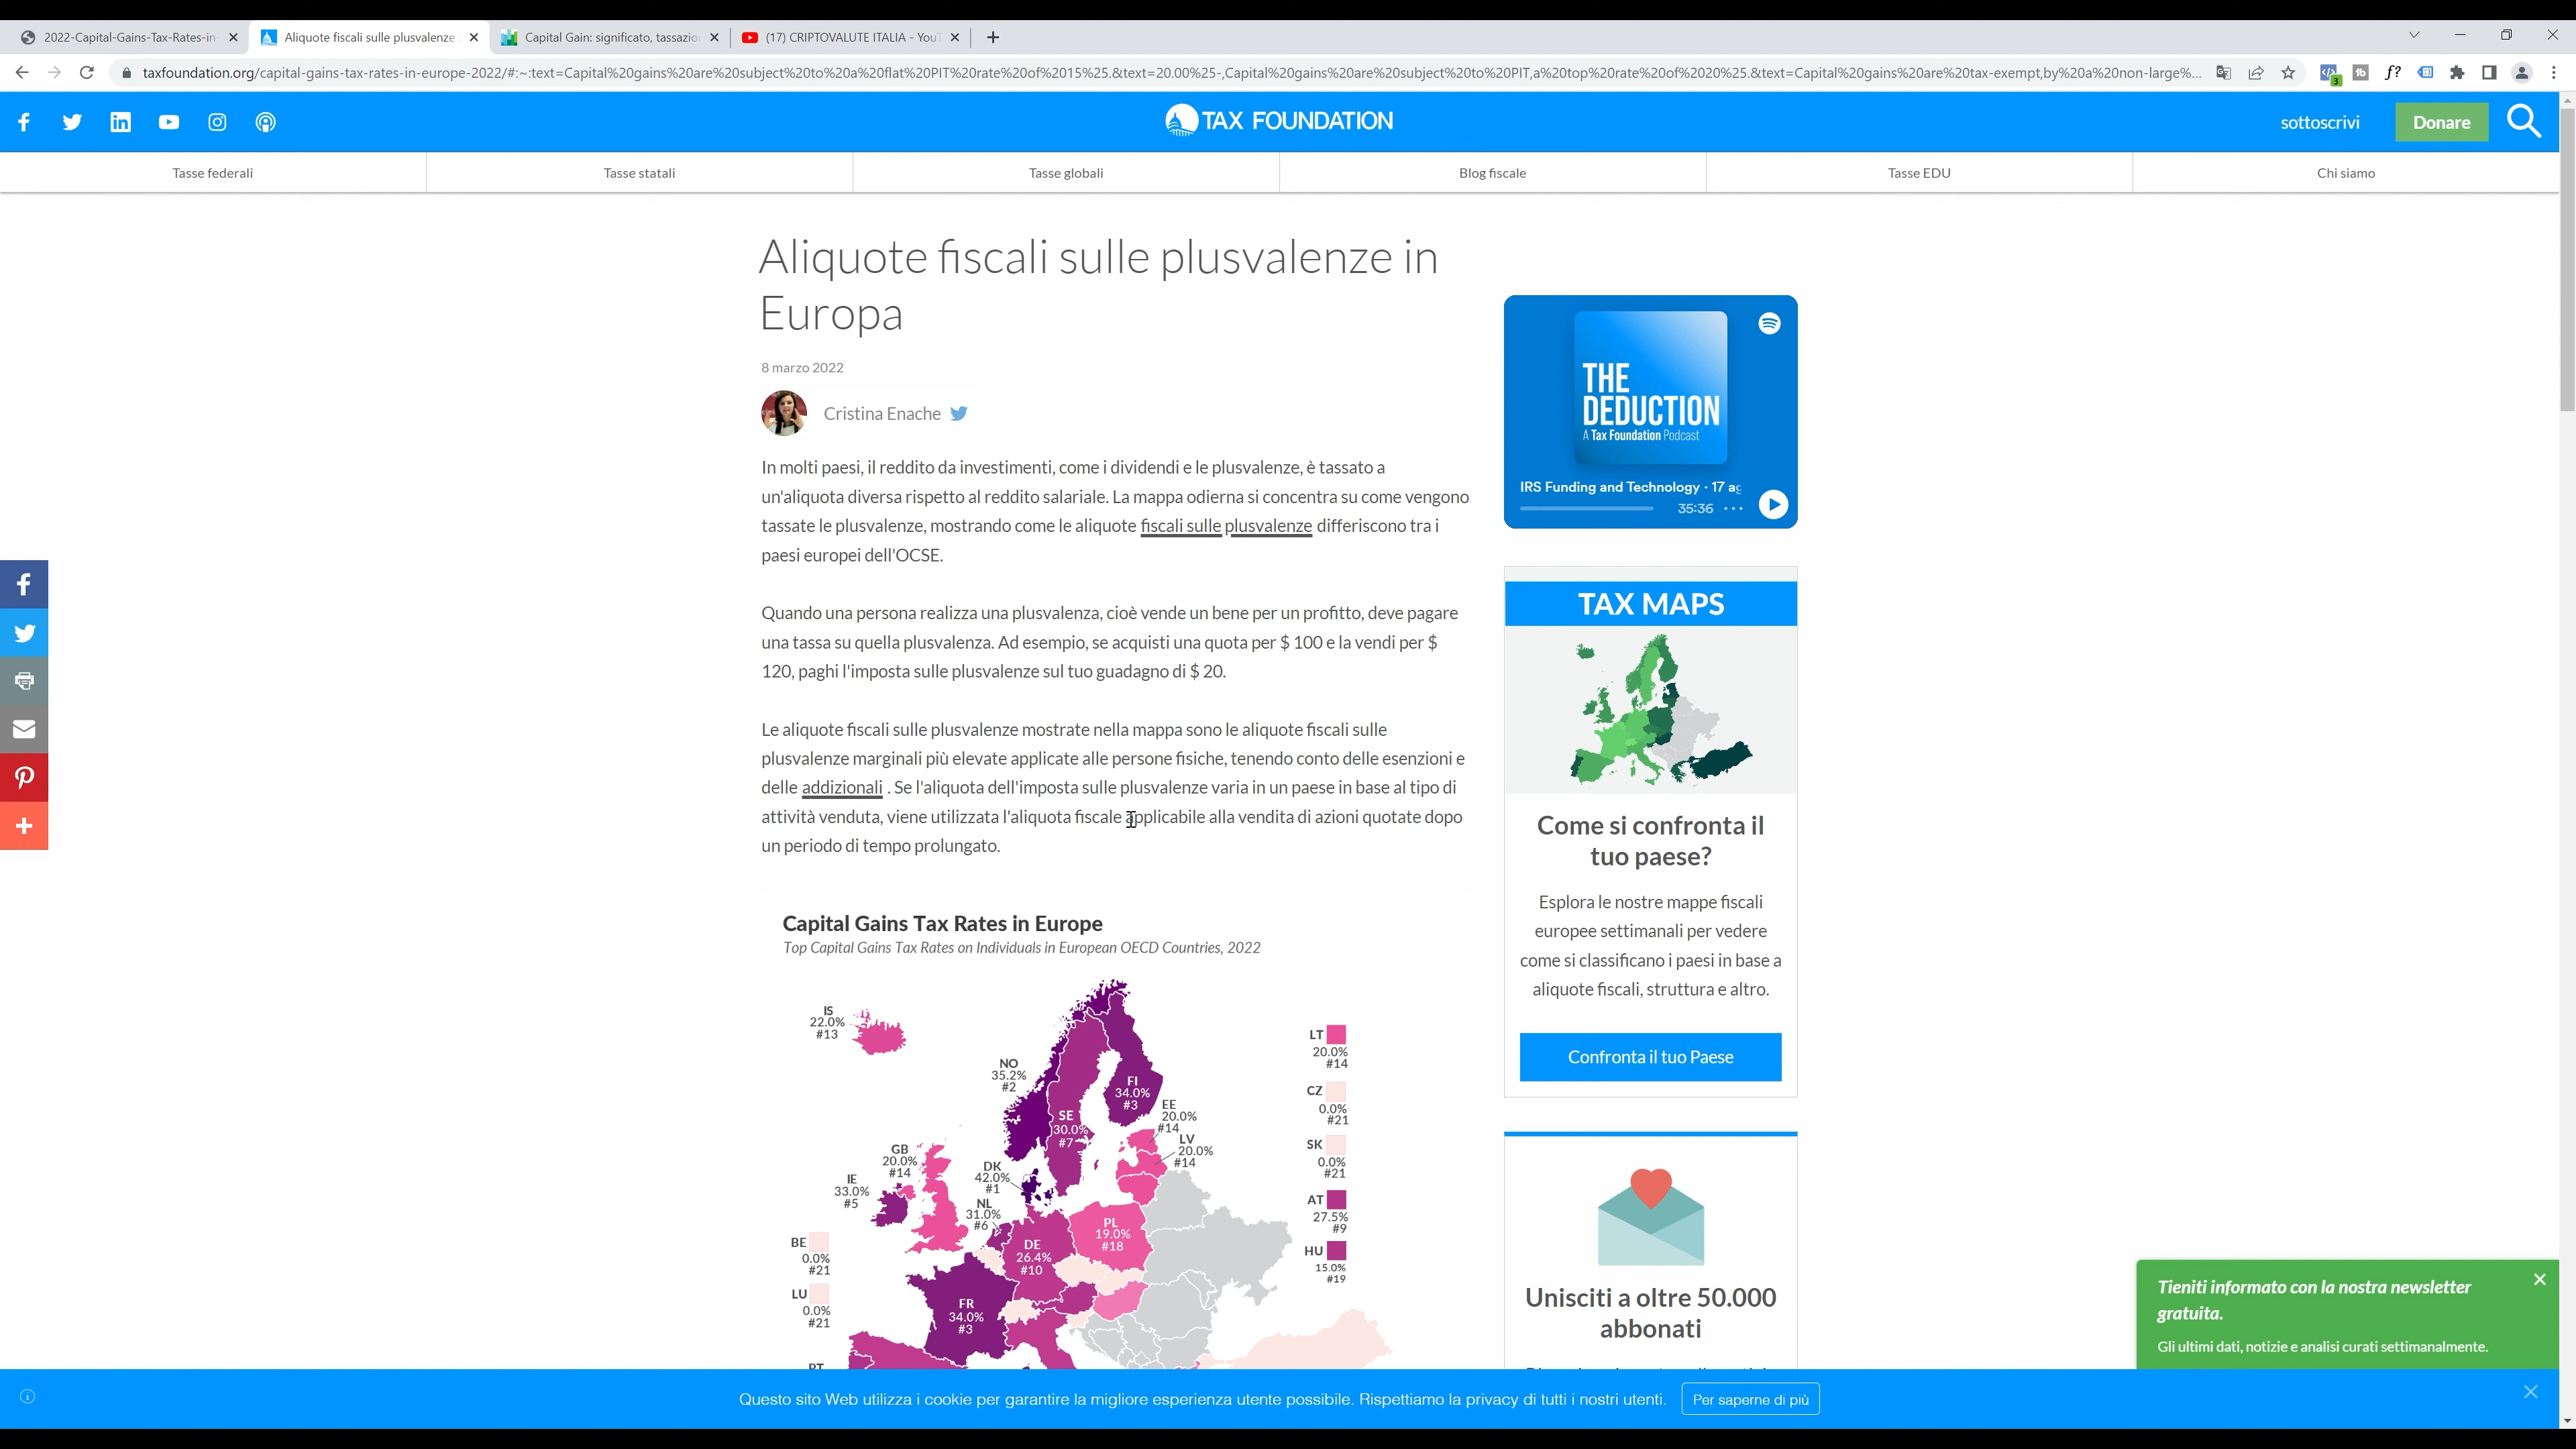 2022-Capital-Gains-Tax-Rates-in-
Aliquote fiscali sulle plusvalenze
Capital Gain: significato, tassazio
(17) CRIPTOVALUTE ITALIA - You
taxfoundation.org/capital-gains-tax-rates-in-europe-2022/#:~:text=Capital%20gains%20are%20subject%20to%20a%20flat%20PIT%20rate%20of%2015%25.&text=20.00%25-,Capital%20gains%20are%20subject%20to%20PIT,a%20top%20rate%20of%2020%25.&text=Capital%20gains%20are%20tax-exempt,by%20a%20non-large%...
3
TAX FOUNDATION
sottoscrivi
Donare
Tasse federali
Tasse statali
Tasse globali
Blog fiscale
Tasse EDU
Chi siamo
Aliquote fiscali sulle plusvalenze in
Europa
8 marzo 2022
Cristina Enache
In molti paesi, il reddito da investimenti, come i dividendi e le plusvalenze, è tassato a
un'aliquota diversa rispetto al reddito salariale. La mappa odierna si concentra su come vengono
tassate le plusvalenze, mostrando come le aliquote fiscali sulle plusvalenze differiscono tra i
paesi europei dell'OCSE.
Quando una persona realizza una plusvalenza, cioè vende un bene per un profitto, deve pagare
una tassa su quella plusvalenza. Ad esempio, se acquisti una quota per $ 100 e la vendi per $
120, paghi l'imposta sulle plusvalenze sul tuo guadagno di $ 20.
Le aliquote fiscali sulle plusvalenze mostrate nella mappa sono le aliquote fiscali sulle
plusvalenze marginali più elevate applicate alle persone fisiche, tenendo conto delle esenzioni e
delle addizionali . Se l'aliquota dell'imposta sulle plusvalenze varia in un paese in base al tipo di
attività venduta, viene utilizzata l'aliquota fiscale applicabile alla vendita di azioni quotate dopo
un periodo di tempo prolungato.
Capital Gains Tax Rates in Europe
Top Capital Gains Tax Rates on Individuals in European OECD Countries, 2022
IS
22.0%
#13
NO
35.2%
#2
FI
34.0%
#3
SE
30.0%
#7
EE
20.0%
#14
LV
20.0%
#14
GB
20.0%
#14
IE
33.0%
#5
DK
42.0%
#1
NL
31.0%
#6
DE
26.4%
#10
PL
19.0%
#18
BE
0.0%
#21
LU
0.0%
#21
FR
34.0%
#3
PT
LT
20.0%
#14
CZ
0.0%
#21
SK
0.0%
#21
AT
27.5%
#9
HU
15.0%
#19
THE
DEDUCTION
A Tax Foundation Podcast
IRS Funding and Technology · 17 ag
35:36
TAX MAPS
Come si confronta il
tuo paese?
Esplora le nostre mappe fiscali
europee settimanali per vedere
come si classificano i paesi in base a
aliquote fiscali, struttura e altro.
Confronta il tuo Paese
Unisciti a oltre 50.000
abbonati
Tieniti informato con la nostra newsletter
gratuita.
Gli ultimi dati, notizie e analisi curati settimanalmente.
Questo sito Web utilizza i cookie per garantire la migliore esperienza utente possibile. Rispettiamo la privacy di tutti i nostri utenti.
Per saperne di più